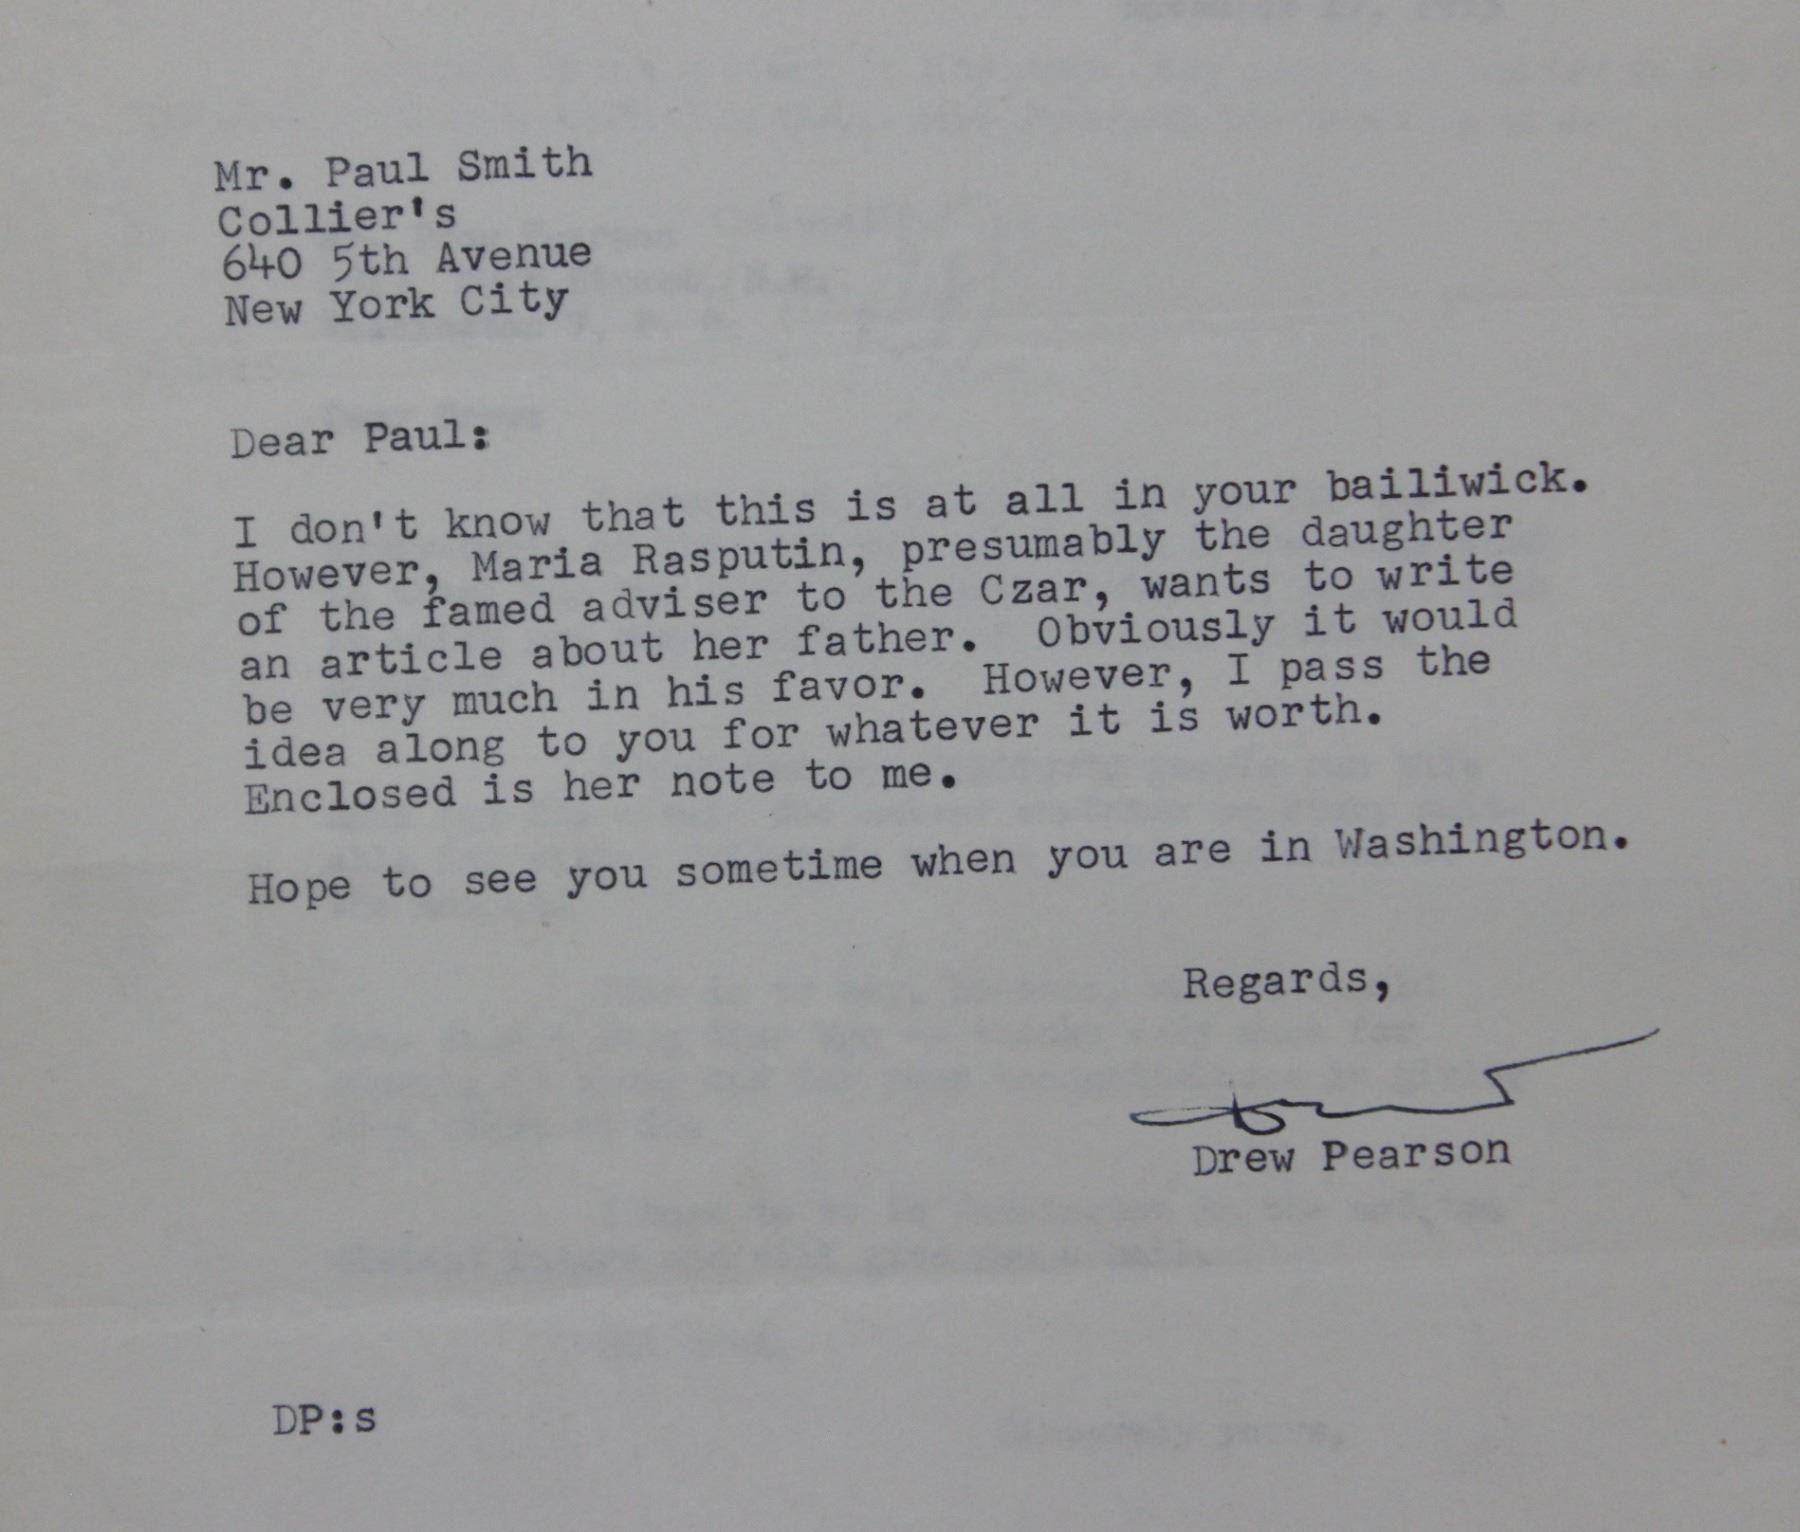 Mr. Paul Smith
Collier's
640 5th Avenue
New York City
Dear Paul:
I don't know that this is at all in your bailiwick.
However, Maria Rasputin, presumably the daughter
of the famed adviser to the Czar, wants to write
an article about her father.  Obviously it would
be very much in his favor.  However, I pass the
idea along to you for whatever it is worth.
Enclosed is her note to me.
Hope to see you sometime when you are in Washington.
Regards,
Drew Pearson
DP:s